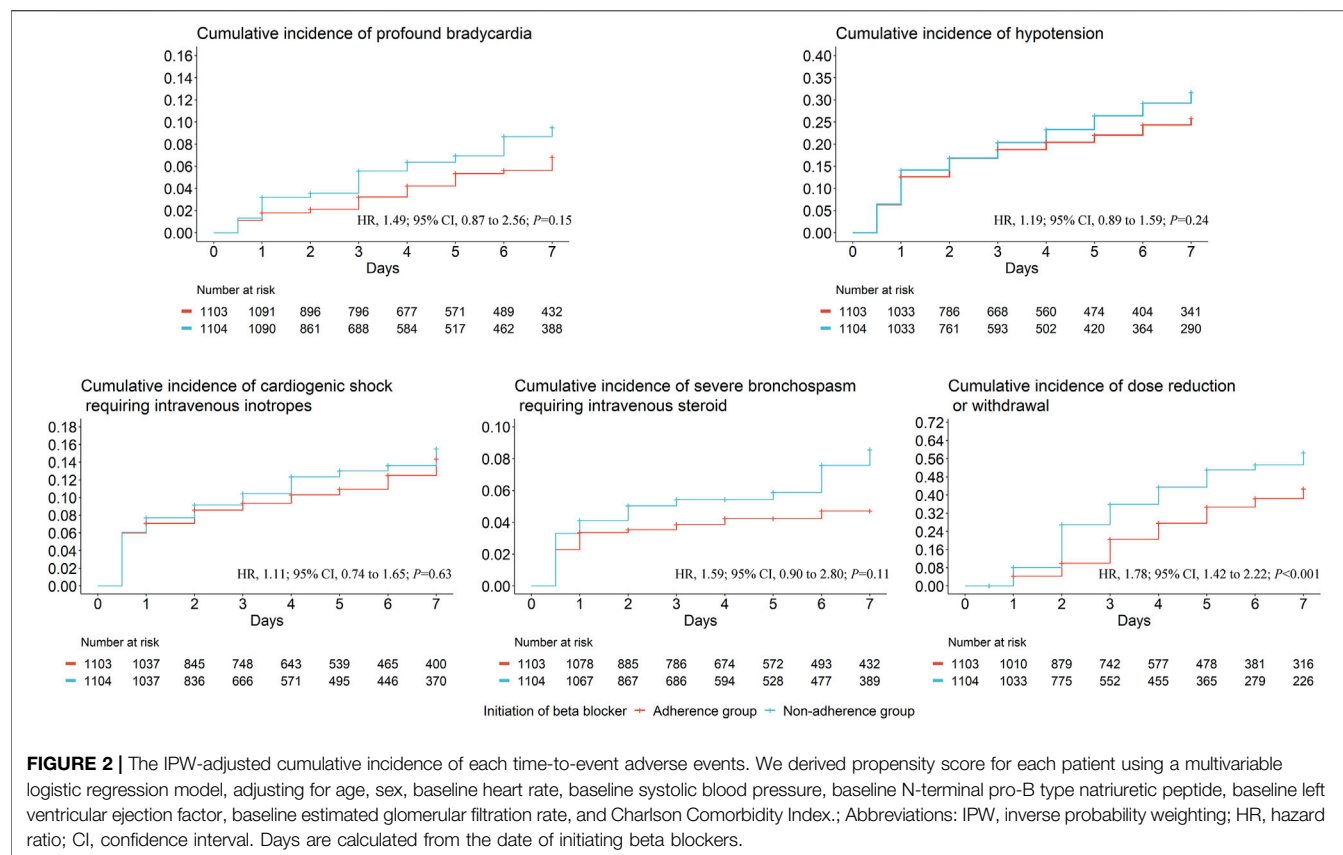 Cumulative incidence of profound bradycardia
0.16
0.14
0.12
0.10
0.08
0.06
0.04
0.02
0.00
HR, 1.49; 95% CI, 0.87 to 2.56; P=0.15
0 1 2 3 4 5 6 7
Days
Number at risk
1103 1091 896 796 677 571 489 432
1104 1090 861 688 584 517 462 388
Cumulative incidence of hypotension
0.40
0.35
0.30
0.25
0.20
0.15
0.10
0.05
0.00
HR, 1.19; 95% CI, 0.89 to 1.59; P=0.24
0 1 2 3 4 5 6 7
Days
Number at risk
1103 1033 786 668 560 474 404 341
1104 1033 761 593 502 420 364 290
Cumulative incidence of cardiogenic shock
requiring intravenous inotropes
0.18
0.16
0.14
0.12
0.10
0.08
0.06
0.04
0.02
0.00
HR, 1.11; 95% CI, 0.74 to 1.65; P=0.63
0 1 2 3 4 5 6 7
Days
Number at risk
1103 1037 845 748 643 539 465 400
1104 1037 836 666 571 495 446 370
Cumulative incidence of severe bronchospasm
requiring intravenous steroid
0.10
0.08
0.06
0.04
0.02
0.00
HR, 1.59; 95% CI, 0.90 to 2.80; P=0.11
0 1 2 3 4 5 6 7
Days
Number at risk
1103 1078 885 786 674 572 493 432
1104 1067 867 686 594 528 477 389
Cumulative incidence of dose reduction
or withdrawal
0.72
0.64
0.56
0.48
0.40
0.32
0.24
0.16
0.08
0.00
HR, 1.78; 95% CI, 1.42 to 2.22; P<0.001
0 1 2 3 4 5 6 7
Days
Number at risk
1103 1010 879 742 577 478 381 316
1104 1033 775 552 455 365 279 226
Initiation of beta blocker Adherence group Non-adherence group
FIGURE 2 | The IPW-adjusted cumulative incidence of each time-to-event adverse events. We derived propensity score for each patient using a multivariable
logistic regression model, adjusting for age, sex, baseline heart rate, baseline systolic blood pressure, baseline N-terminal pro-B type natriuretic peptide, baseline left
ventricular ejection factor, baseline estimated glomerular filtration rate, and Charlson Comorbidity Index.; Abbreviations: IPW, inverse probability weighting; HR, hazard
ratio; CI, confidence interval. Days are calculated from the date of initiating beta blockers.